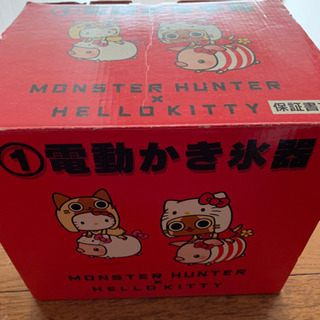 MONSTER HUNTER
×
HELLO KITTY
保証書
①電動かき氷器
MONSTER HUNTER
×
HELLO KITTY